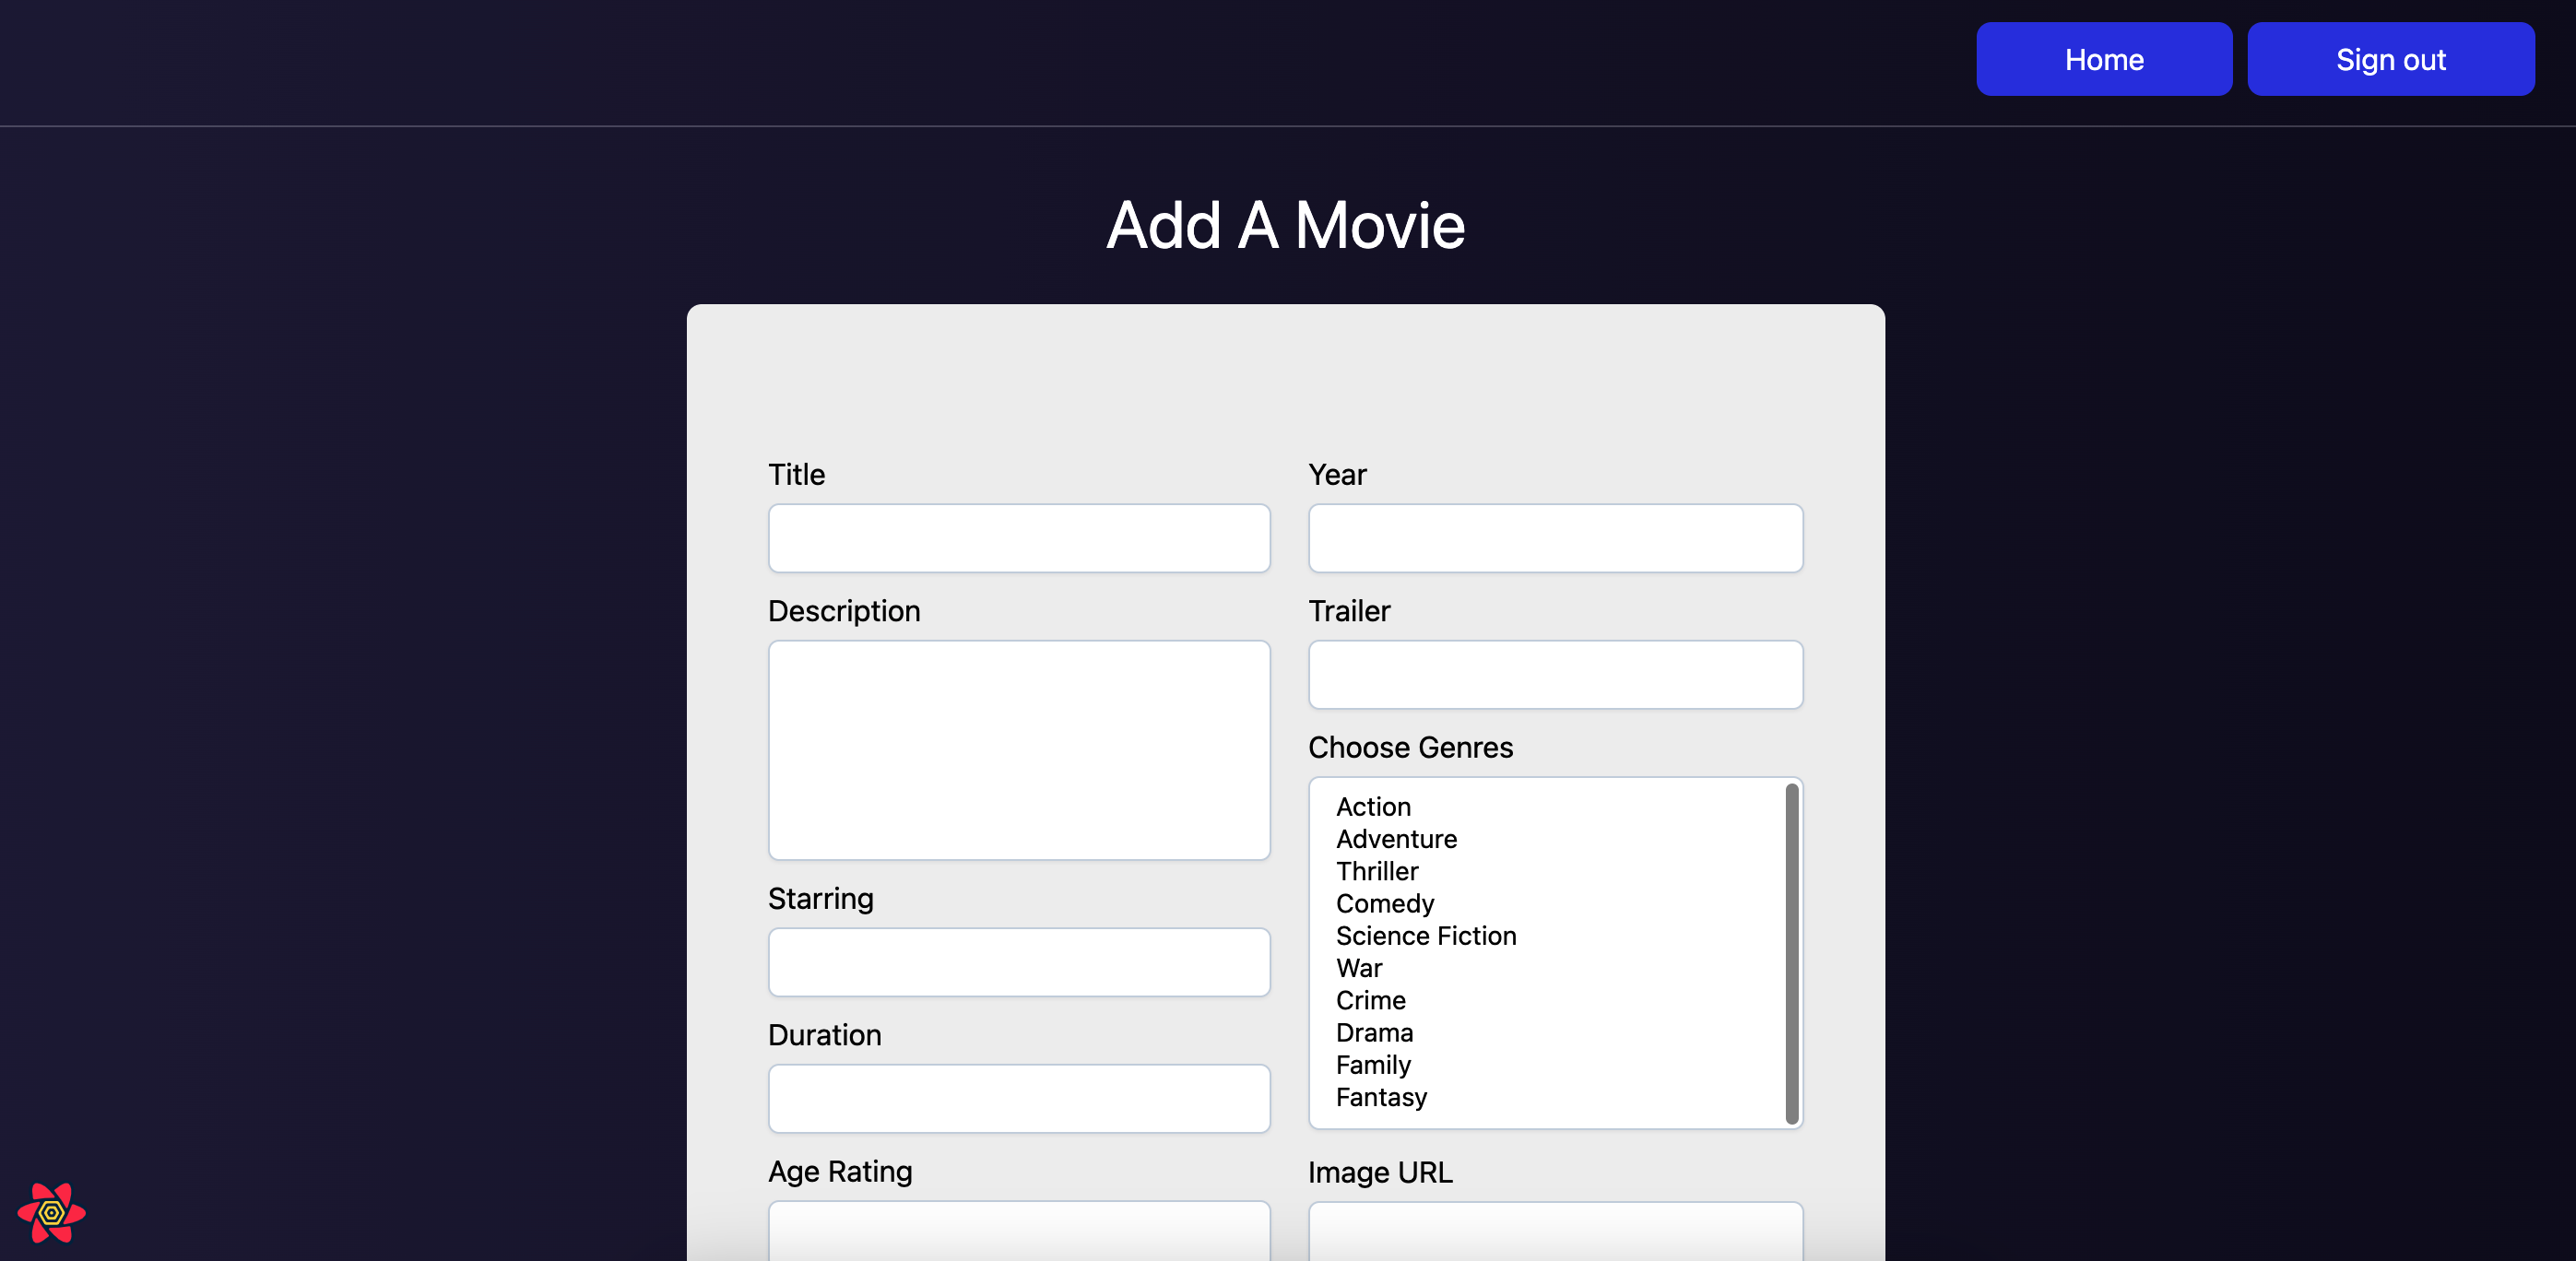 Home
Sign out
Add A Movie
Title
Year
Description
Trailer
Choose Genres
Action
Adventure
Thriller
Comedy
Science Fiction
War
Crime
Drama
Family
Fantasy
Starring
Duration
Age Rating
Image URL